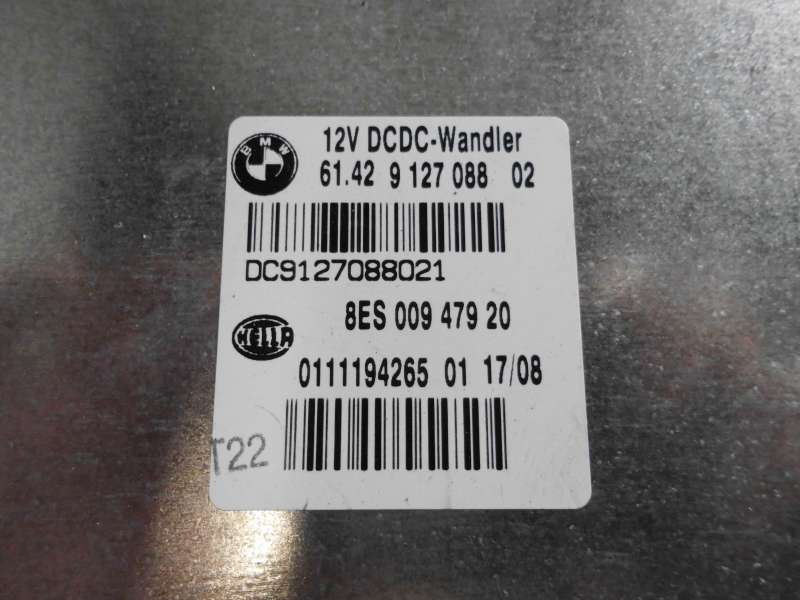 BMW
12V DCDC-Wandler
61.42 9 127 088 02
DC9127088021
8ES 009 479 20
HELLA
0111194265 01 17/08
T22